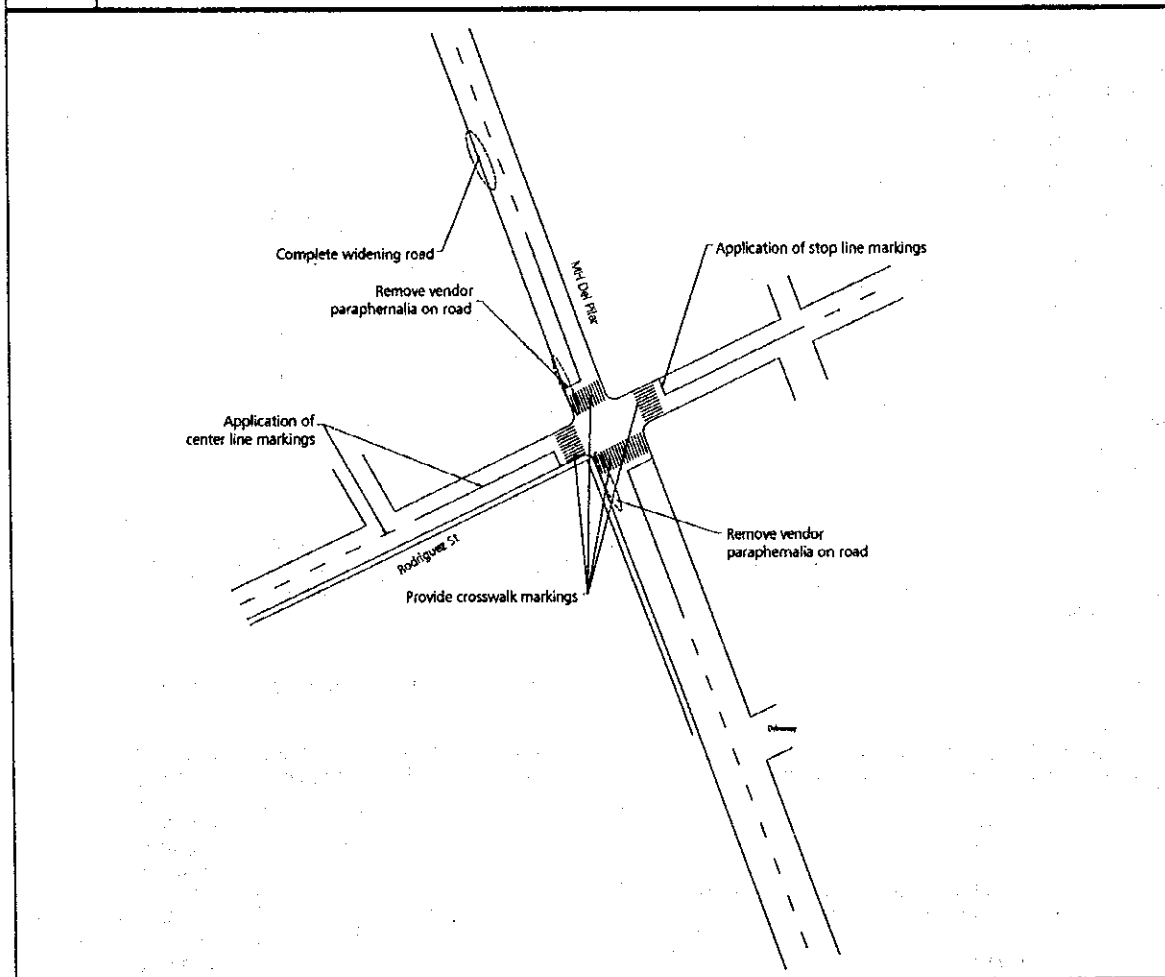 Complete widening road
Application of stop line markings
MH Del Pilar
Remove vendor
paraphernalia on road
Application of
center line markings
Remove vendor
paraphernalia on road
Rodriguez St
Provide crosswalk markings